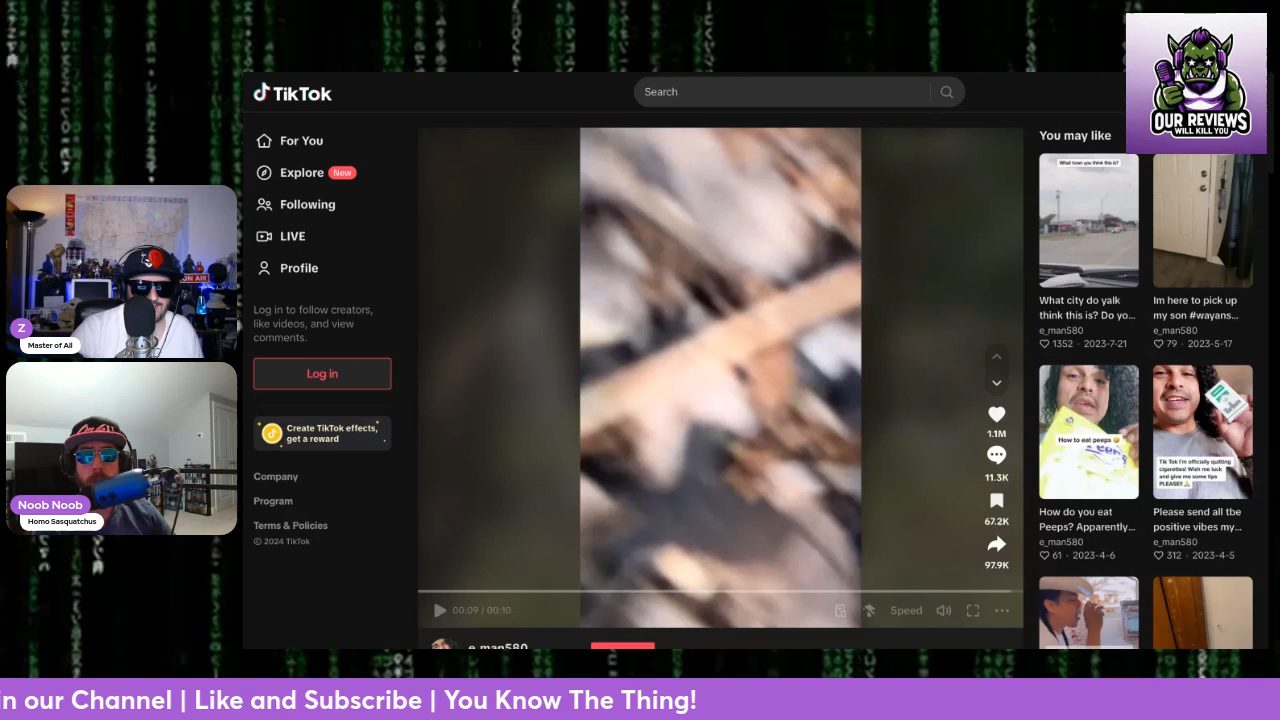 TikTok
Search
For You
Explore New
Following
LIVE
Profile
Log in to follow creators,
like videos, and view
comments.
Log in
Create TikTok effects,
get a reward
Company
Program
Terms & Policies
© 2024 TikTok
1.1M
11.3K
67.2K
97.9K
00:09 / 00:10
Speed
e_man580
OUR REVIEWS
WILL KILL YOU
You may like
What town you think this is?
What city do yalk
think this is? Do yo...
e_man580
1352 · 2023-7-21
Im here to pick up
my son #wayans...
e_man580
79 · 2023-5-17
How to eat peeps
How do you eat
Peeps? Apparently...
e_man580
61 · 2023-4-6
Tik Tok I'm officially quitting
cigarettes! Wish me luck
and give me some tips
PLEASE!!
Please send all tbe
positive vibes my...
e_man580
312 · 2023-4-5
ON AIR
Z
Master of All
Noob Noob
Homo Sasquatchus
in our Channel | Like and Subscribe | You Know The Thing!